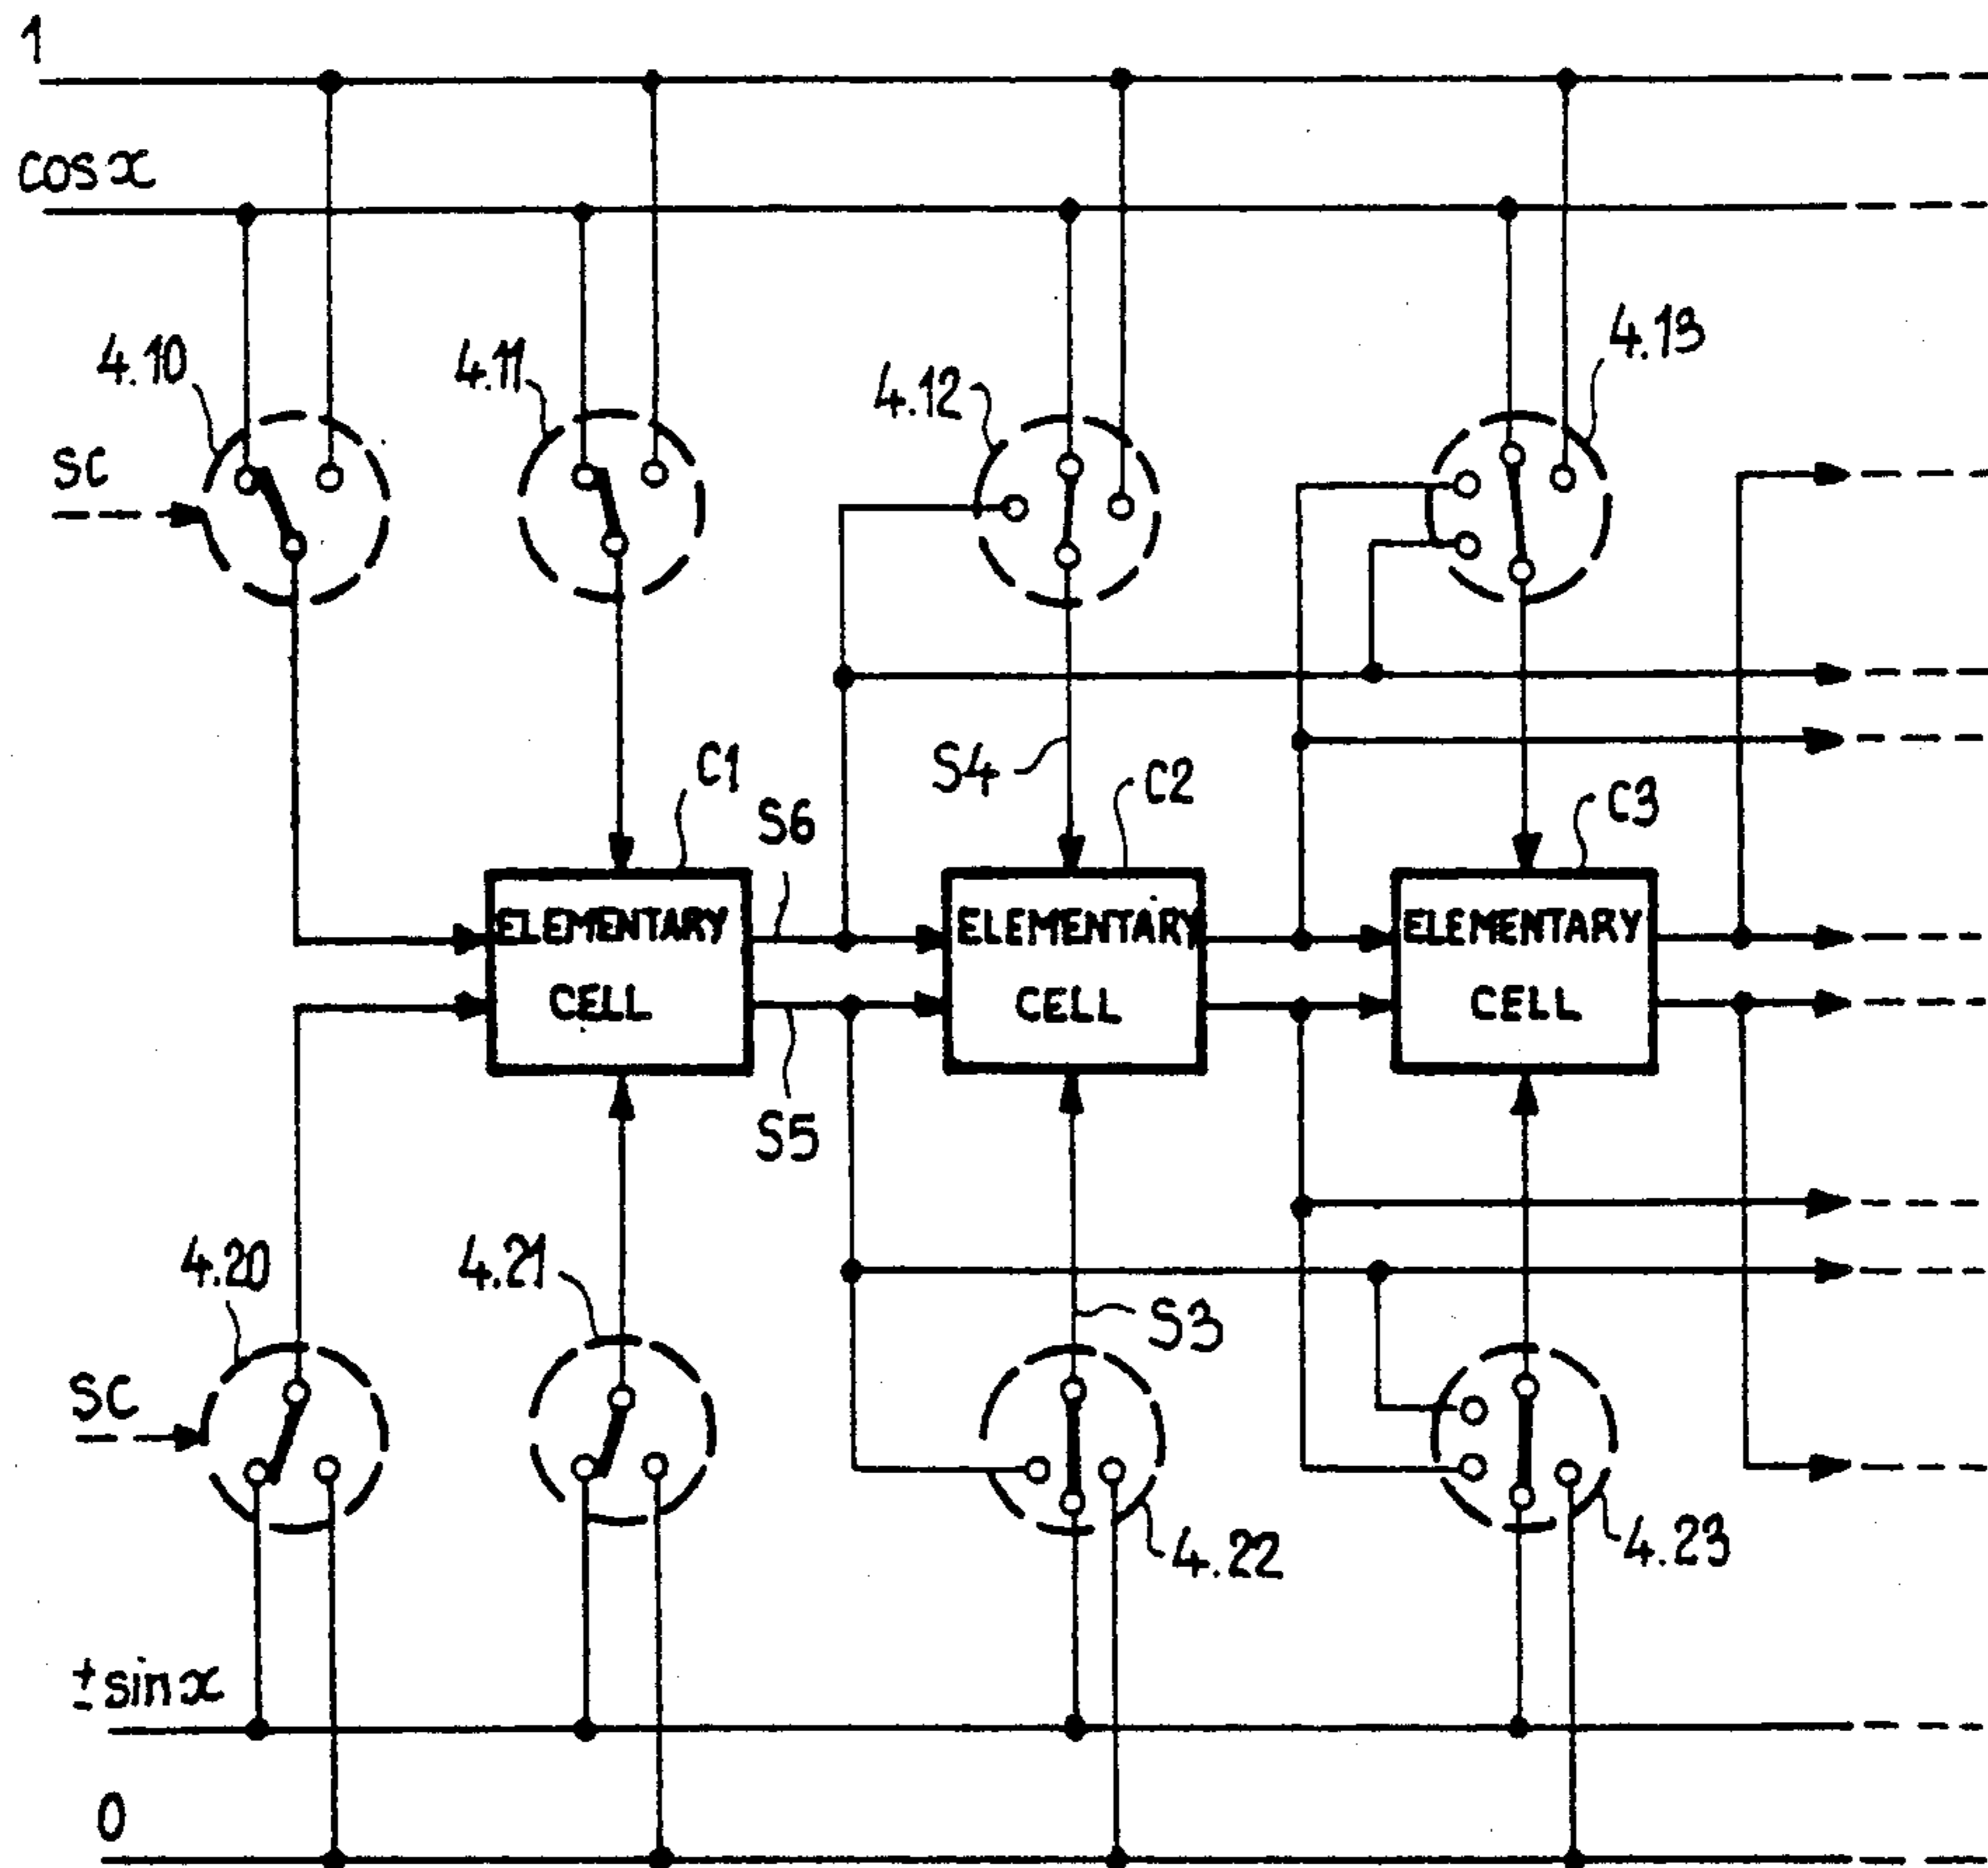 1
cos x
4.10
4.11
4.12
4.13
SC
C1
S4
C2
C3
S6
ELEMENTARY
CELL
ELEMENTARY
CELL
ELEMENTARY
CELL
S5
4.20
4.21
S3
SC
4.22
4.23
±sin x
0